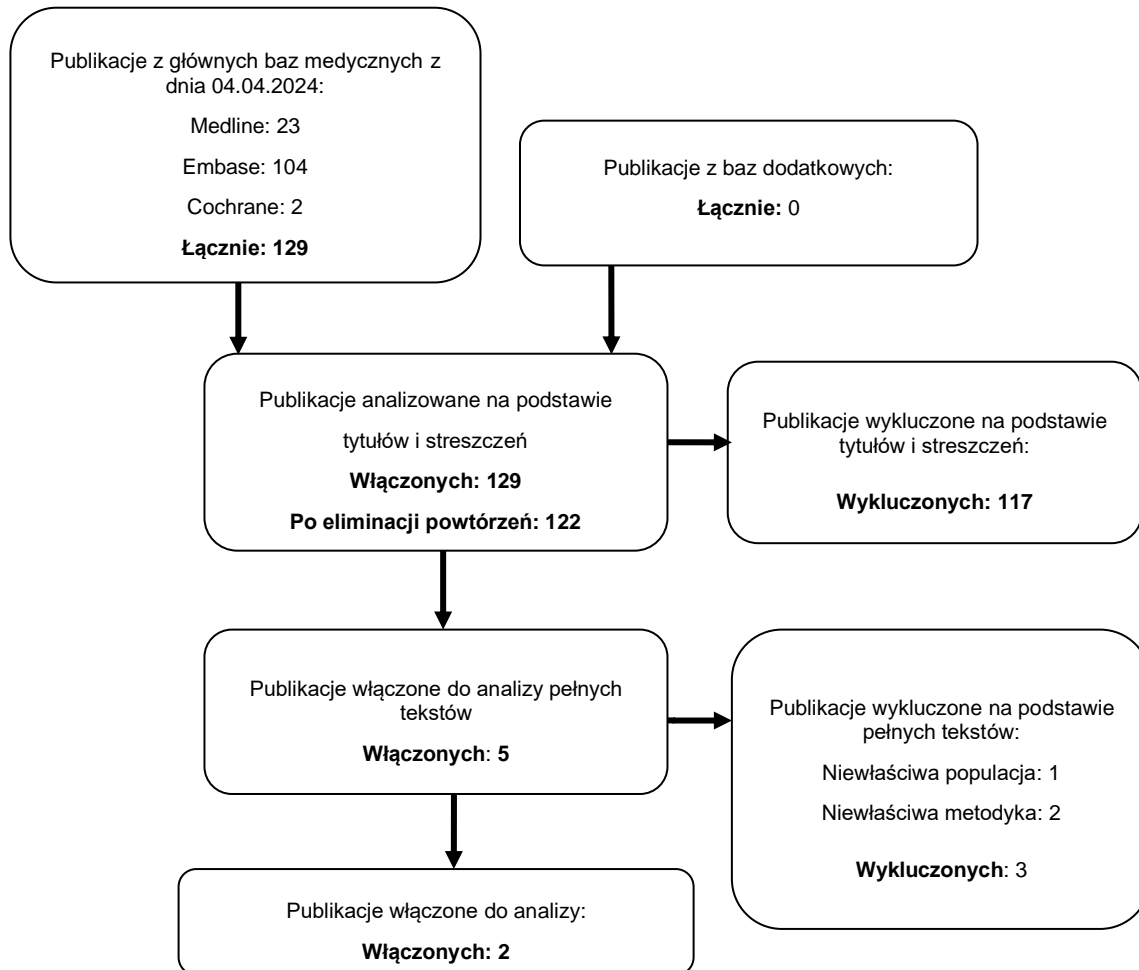 Publikacje z głównych baz medycznych z
dnia 04.04.2024:
Medline: 23
Embase: 104
Cochrane: 2
Łącznie: 129
Publikacje z baz dodatkowych:
Łącznie: 0
Publikacje analizowane na podstawie
tytułów i streszczeń
Włączonych: 129
Po eliminacji powtórzeń: 122
Publikacje wykluczone na podstawie
tytułów i streszczeń:
Wykluczonych: 117
Publikacje włączone do analizy pełnych
tekstów
Włączonych: 5
Publikacje wykluczone na podstawie
pełnych tekstów:
Niewłaściwa populacja: 1
Niewłaściwa metodyka: 2
Wykluczonych: 3
Publikacje włączone do analizy:
Włączonych: 2